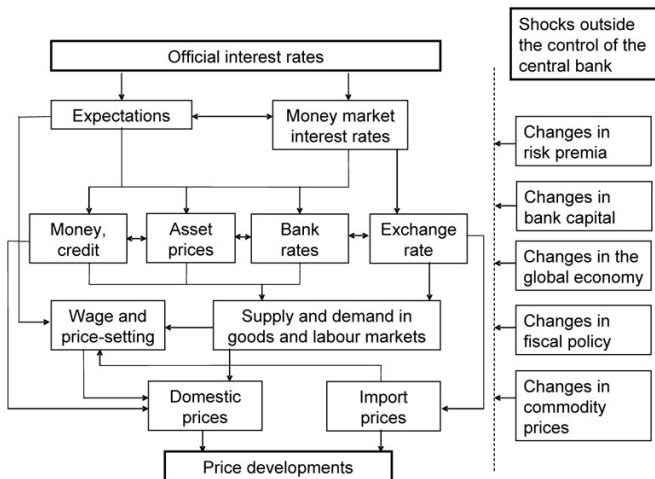 Official interest rates
Expectations
Money market
interest rates
Money,
credit
Asset
prices
Bank
rates
Exchange
rate
Wage and
price-setting
Supply and demand in
goods and labour markets
Domestic
prices
Import
prices
Price developments
Shocks outside
the control of the
central bank
Changes in
risk premia
Changes in
bank capital
Changes in the
global economy
Changes in
fiscal policy
Changes in
commodity
prices